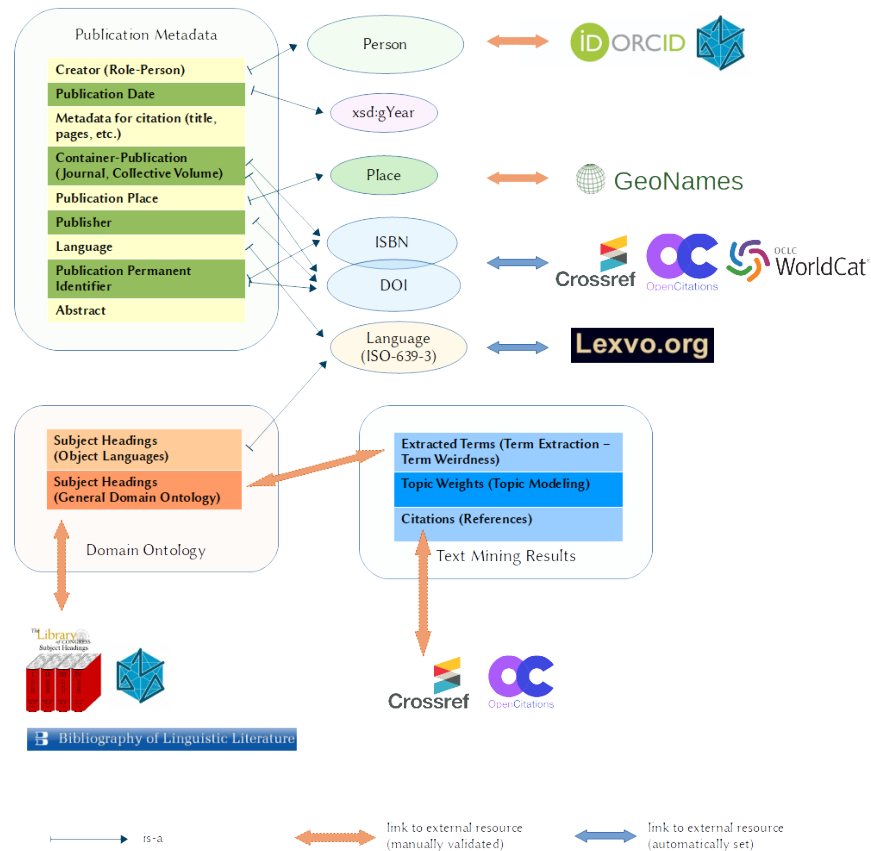 Publication Metadata
Creator (Role-Person)
Publication Date
Metadata for citation (title,
pages, etc.)
Container-Publication
(Journal, Collective Volume)
Publication Place
Publisher
Language
Publication Permanent
Identifier
Abstract
Person
xsd:gYear
Place
ISBN
DOI
Language
(ISO-639-3)
iD ORCID
GeoNames
Crossref
OpenCitations
OCLC
WorldCat
Lexvo.org
Subject Headings
(Object Languages)
Subject Headings
(General Domain Ontology)
Domain Ontology
Extracted Terms (Term Extraction –
Term Weirdness)
Topic Weights (Topic Modeling)
Citations (References)
Text Mining Results
The Library
of CONGRESS
Subject Headings
Crossref
OpenCitations
B Bibliography of Linguistic Literature
is-a
link to external resource
(manually validated)
link to external resource
(automatically set)